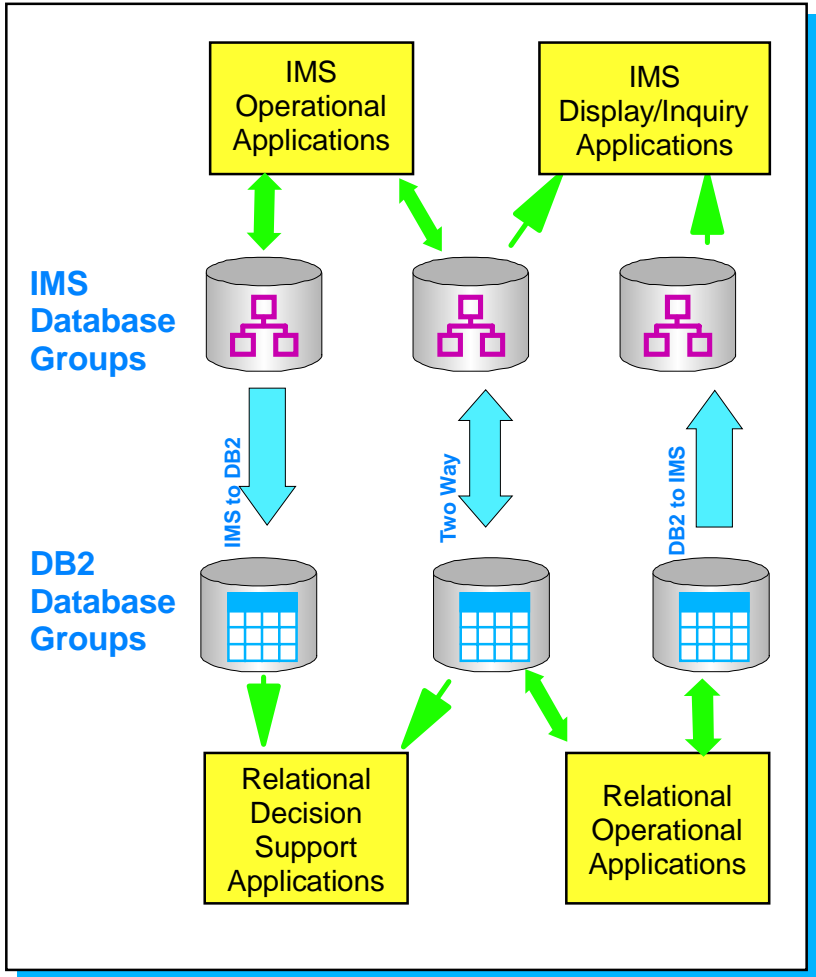 IMS
Operational
Applications
IMS
Display/Inquiry
Applications
IMS
Database
Groups
IMS to DB2
Two Way
DB2 to IMS
DB2
Database
Groups
Relational
Decision
Support
Applications
Relational
Operational
Applications